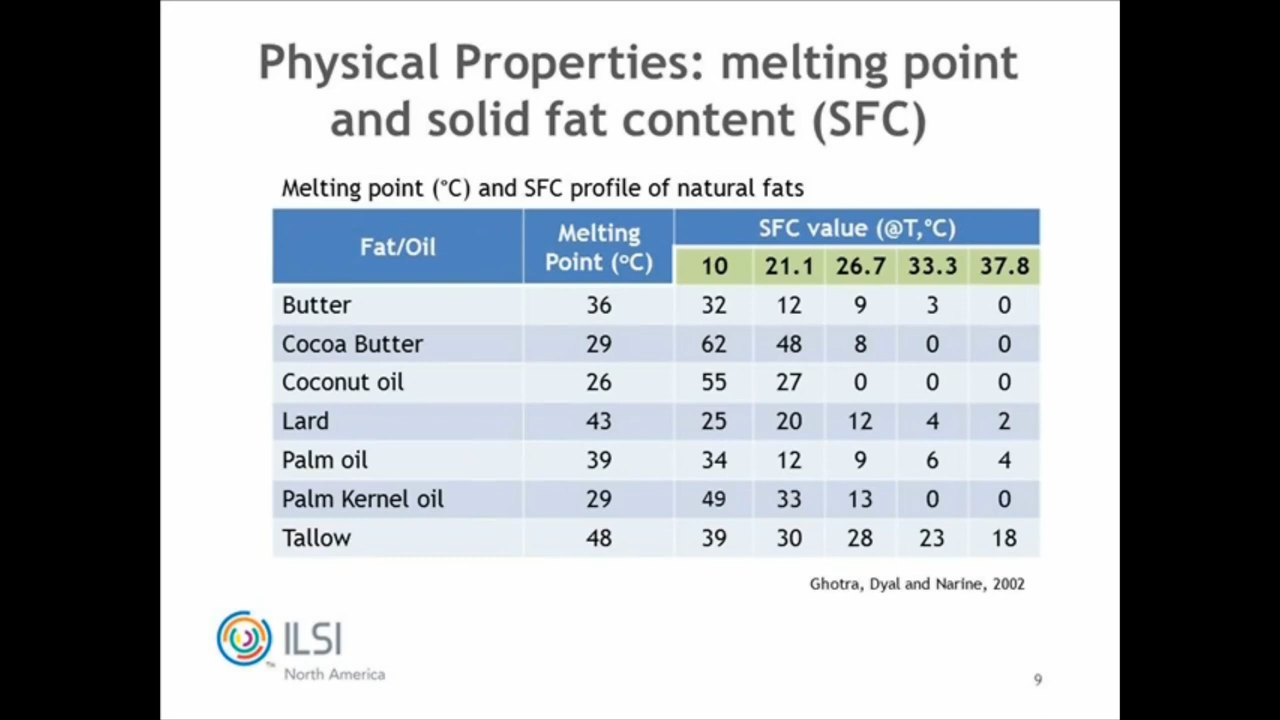 Physical Properties: melting point
and solid fat content (SFC)
Melting point (°C) and SFC profile of natural fats
Fat/Oil Melting Point (°C) SFC value (@T,°C)
10 21.1 26.7 33.3 37.8
Butter 36 32 12 9 3 0
Cocoa Butter 29 62 48 8 0 0
Coconut oil 26 55 27 0 0 0
Lard 43 25 20 12 4 2
Palm oil 39 34 12 9 6 4
Palm Kernel oil 29 49 33 13 0 0
Tallow 48 39 30 28 23 18
Ghotra, Dyal and Narine, 2002
ILSI
TM
North America
9